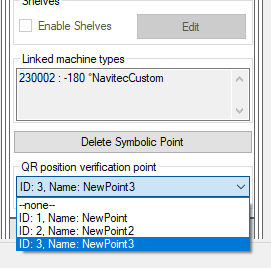 Shelves
Enable Shelves
Edit
Linked machine types
230002 : -180 °NavitecCustom
Delete Symbolic Point
QR position verification point
ID: 3, Name: NewPoint3
--none--
ID: 1, Name: NewPoint
ID: 2, Name: NewPoint2
ID: 3, Name: NewPoint3